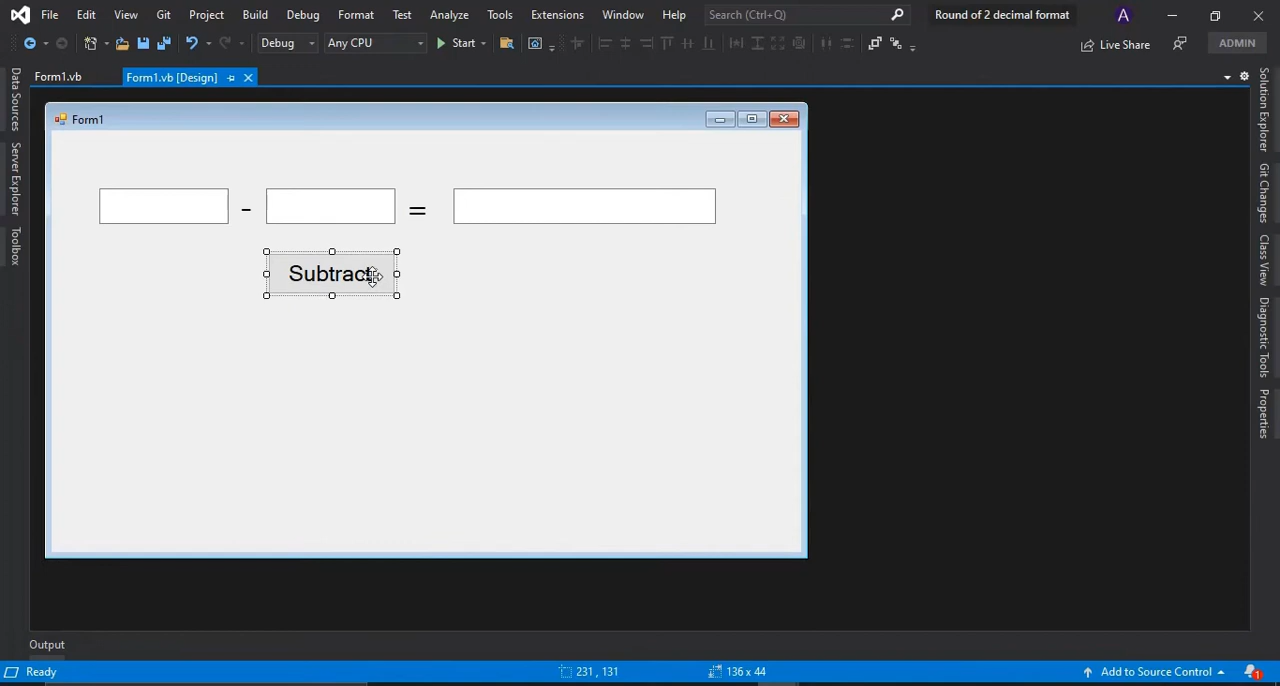 File Edit View Git Project Build Debug Format Test Analyze Tools Extensions Window Help Search (Ctrl+Q) Round of 2 decimal format A
Debug Any CPU Start Live Share ADMIN
Form1.vb Form1.vb [Design]
Data Sources
Server Explorer
Toolbox
Form1
- =
Subtract
Solution Explorer
Git Changes
Class View
Diagnostic Tools
Properties
Output
Ready 231 , 131 136 x 44 Add to Source Control 1